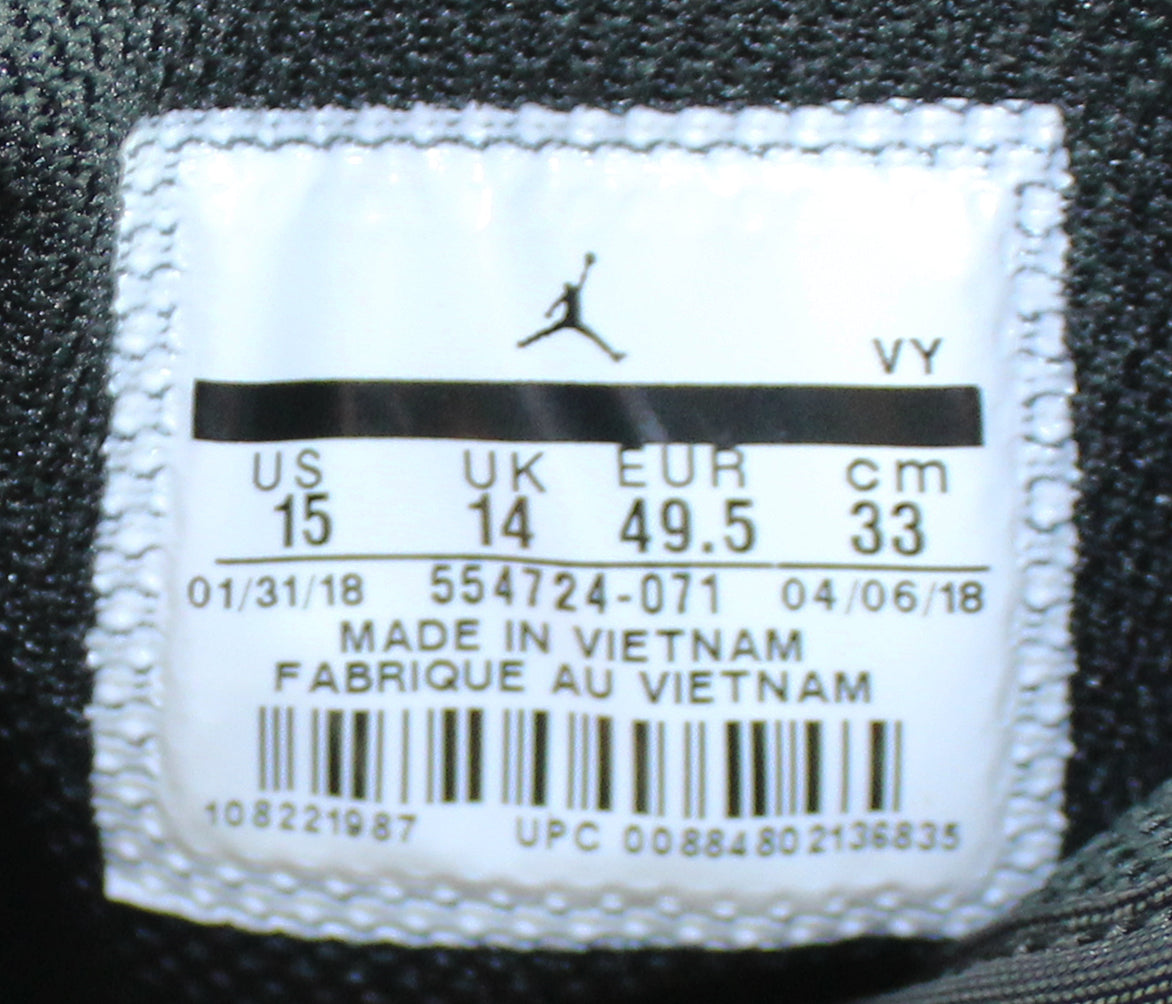 VY
US UK EUR cm
15 14 49.5 33
01/31/18 554724-071 04/06/18
MADE IN VIETNAM
FABRIQUE AU VIETNAM
108221987 UPC 00884802136835